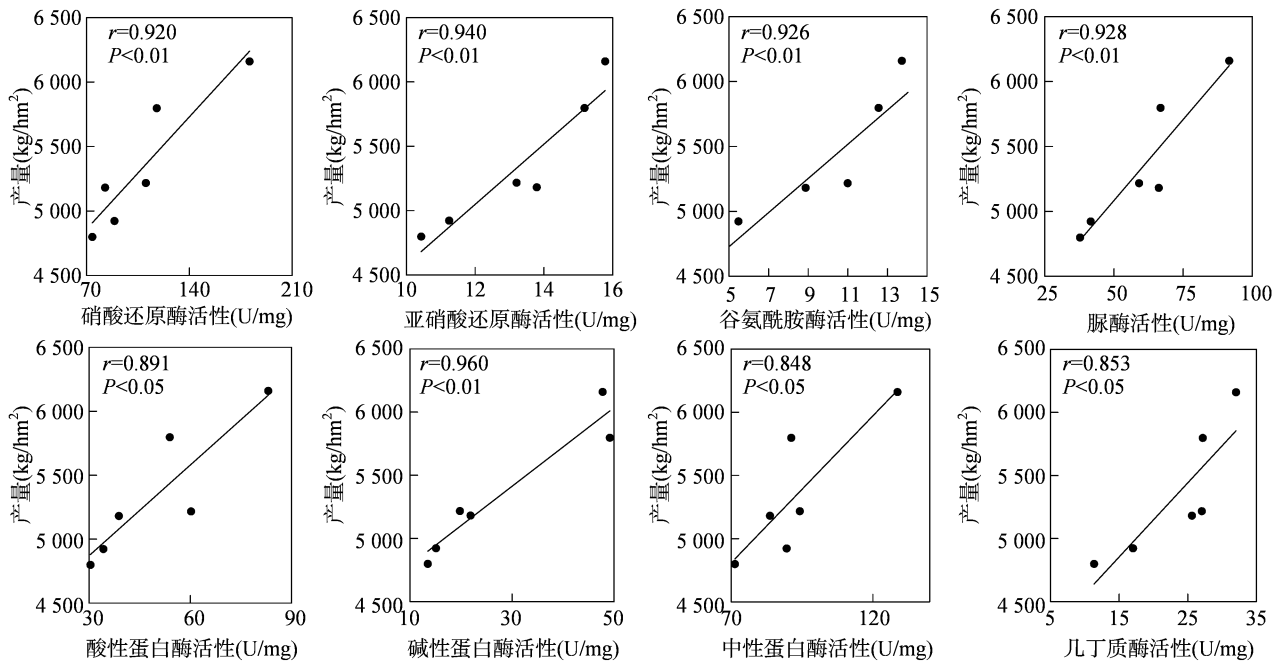 6 500
6 000
5 500
5 000
4 500
产量(kg/hm²)
r=0.920
P<0.01
70 140 210
硝酸还原酶活性(U/mg)
6 500
6 000
5 500
5 000
4 500
产量(kg/hm²)
r=0.940
P<0.01
10 12 14 16
亚硝酸还原酶活性(U/mg)
6 500
6 000
5 500
5 000
4 500
产量(kg/hm²)
r=0.926
P<0.01
5 7 9 11 13 15
谷氨酰胺酶活性(U/mg)
6 500
6 000
5 500
5 000
4 500
产量(kg/hm²)
r=0.928
P<0.01
25 50 75 100
脲酶活性(U/mg)
6 500
6 000
5 500
5 000
4 500
产量(kg/hm²)
r=0.891
P<0.05
30 60 90
酸性蛋白酶活性(U/mg)
6 500
6 000
5 500
5 000
4 500
产量(kg/hm²)
r=0.960
P<0.01
10 30 50
碱性蛋白酶活性(U/mg)
6 500
6 000
5 500
5 000
4 500
产量(kg/hm²)
r=0.848
P<0.05
70 120
中性蛋白酶活性(U/mg)
6 500
6 000
5 500
5 000
4 500
产量(kg/hm²)
r=0.853
P<0.05
5 15 25 35
几丁质酶活性(U/mg)